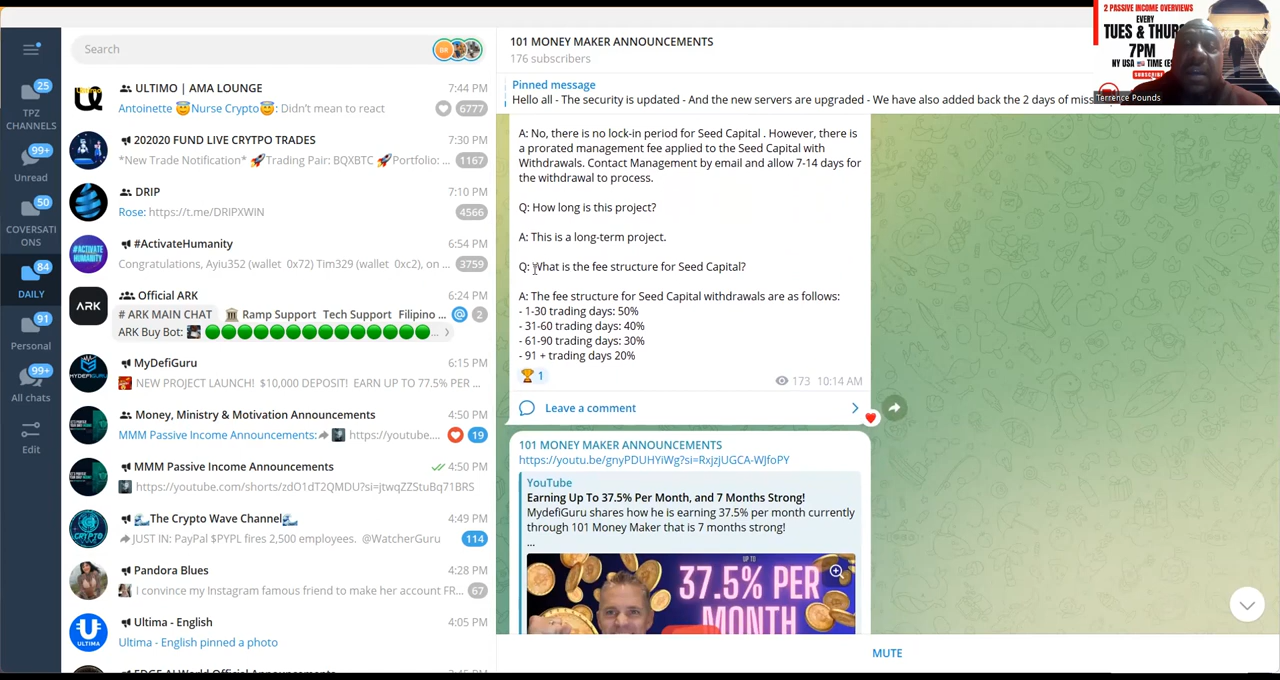 Search
25
TPZ
CHANNELS
99+
Unread
50
COVERSATI
ONS
84
DAILY
91
Personal
99+
All chats
Edit
ULTIMO | AMA LOUNGE 7:44 PM
Antoinette 😇Nurse Crypto😇: Didn't mean to react 6777
202020 FUND LIVE CRYTPO TRADES 7:30 PM
*New Trade Notification* 🚀Trading Pair: BQXBTC 🚀Portfolio: ... 1167
DRIP 7:10 PM
Rose: https://t.me/DRIPXWIN 4566
#ACTIVATE
HUMANITY
#ActivateHumanity 6:54 PM
Congratulations, Ayiu352 (wallet 0x72) Tim329 (wallet 0xc2), on ... 3759
ARK
Official ARK 6:24 PM
# ARK MAIN CHAT 🏛 Ramp Support Tech Support Filipino ... @ 2
ARK Buy Bot: 🟢🟢🟢🟢🟢🟢🟢🟢🟢🟢🟢🟢🟢🟢...
MyDefiGuru 6:15 PM
NEW PROJECT LAUNCH! $10,000 DEPOSIT! EARN UP TO 77.5% PER ...
Money, Ministry & Motivation Announcements 4:50 PM
MMM Passive Income Announcements: https://youtube.... 19
MMM Passive Income Announcements 4:50 PM
https://youtube.com/shorts/zdO1dT2QMDU?si=jtwqZZStuBq71BRS
🌊The Crypto Wave Channel🌊 4:49 PM
JUST IN: PayPal $PYPL fires 2,500 employees. @WatcherGuru 114
Pandora Blues 4:28 PM
I convince my Instagram famous friend to make her account FR... 67
Ultima - English 4:05 PM
Ultima - English pinned a photo
101 MONEY MAKER ANNOUNCEMENTS
176 subscribers
Pinned message
Hello all - The security is updated - And the new servers are upgraded - We have also added back the 2 days of miss
A: No, there is no lock-in period for Seed Capital . However, there is
a prorated management fee applied to the Seed Capital with
Withdrawals. Contact Management by email and allow 7-14 days for
the withdrawal to process.
Q: How long is this project?
A: This is a long-term project.
Q: What is the fee structure for Seed Capital?
A: The fee structure for Seed Capital withdrawals are as follows:
- 1-30 trading days: 50%
- 31-60 trading days: 40%
- 61-90 trading days: 30%
- 91 + trading days 20%
🏆 1
173 10:14 AM
Leave a comment
101 MONEY MAKER ANNOUNCEMENTS
https://youtu.be/gnyPDUHYiWg?si=RxjzjUGCA-WJfoPY
YouTube
Earning Up To 37.5% Per Month, and 7 Months Strong!
MydefiGuru shares how he is earning 37.5% per month currently
through 101 Money Maker that is 7 months strong!
...
UP TO
37.5% PER
MONTH
MUTE
2 PASSIVE INCOME OVERVIEWS
EVERY
TUES & THURS
7PM
NY USA TIME (ES
SUBSCRIB
Terrence Pounds